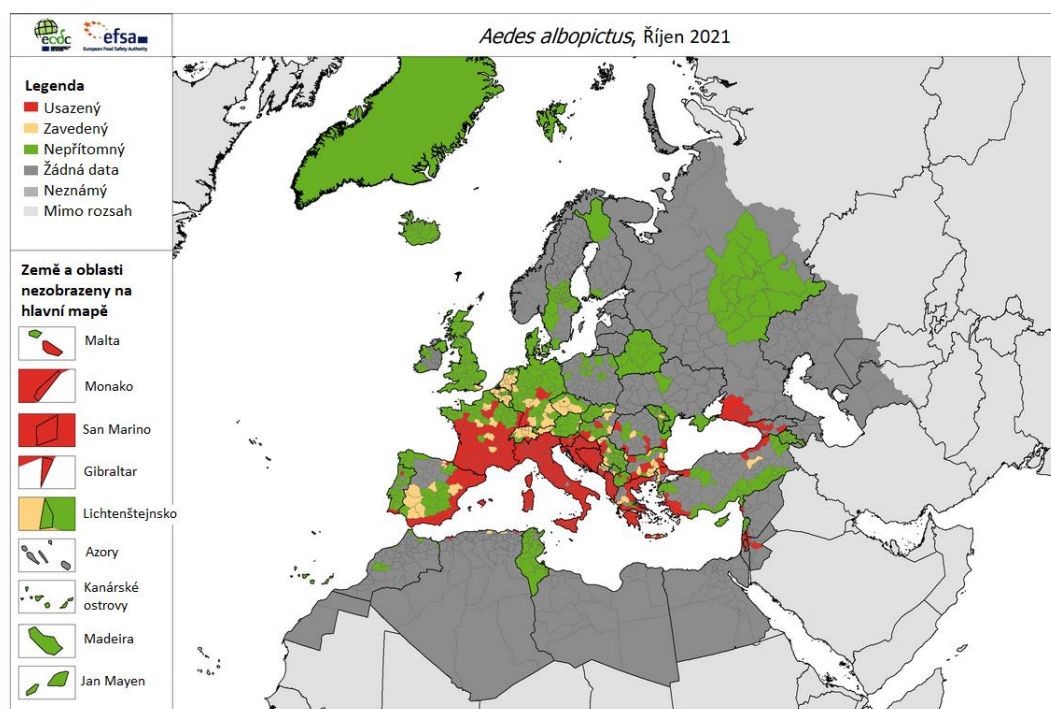 ecdc
efsa
European Food Safety Authority
Aedes albopictus, Říjen 2021
Legenda
Usazený
Zavedený
Nepřítomný
Žádná data
Neznámý
Mimo rozsah
Země a oblasti
nezobrazeny na
hlavní mapě
Malta
Monako
San Marino
Gibraltar
Lichtenštejnsko
Azory
Kanárské
ostrovy
Madeira
Jan Mayen